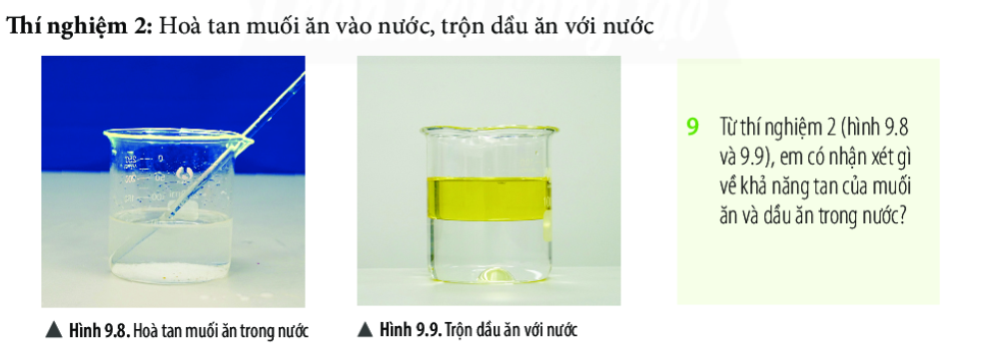 Thí nghiệm 2: Hoà tan muối ăn vào nước, trộn dầu ăn với nước
9 Từ thí nghiệm 2 (hình 9.8
và 9.9), em có nhận xét gì
về khả năng tan của muối
ăn và dầu ăn trong nước?
▲ Hình 9.8. Hoà tan muối ăn trong nước
▲ Hình 9.9. Trộn dầu ăn với nước